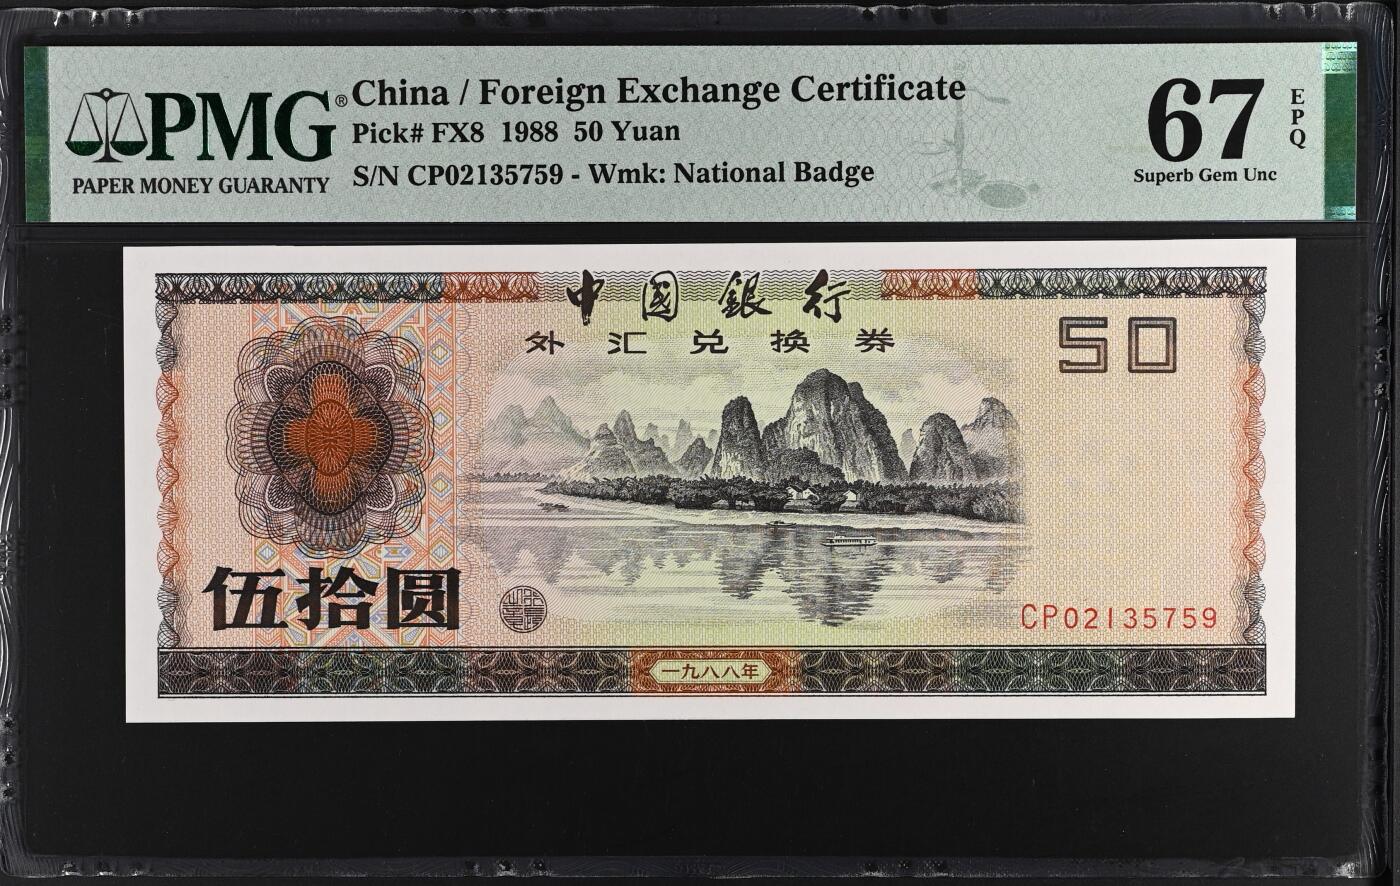 PMG®
PAPER MONEY GUARANTY
China / Foreign Exchange Certificate
Pick# FX8 1988 50 Yuan
S/N CP02135759 - Wmk: National Badge
67
EPQ
Superb Gem Unc
中國銀行
外汇兑换券
50
伍拾圆
CP02135759
一九八八年